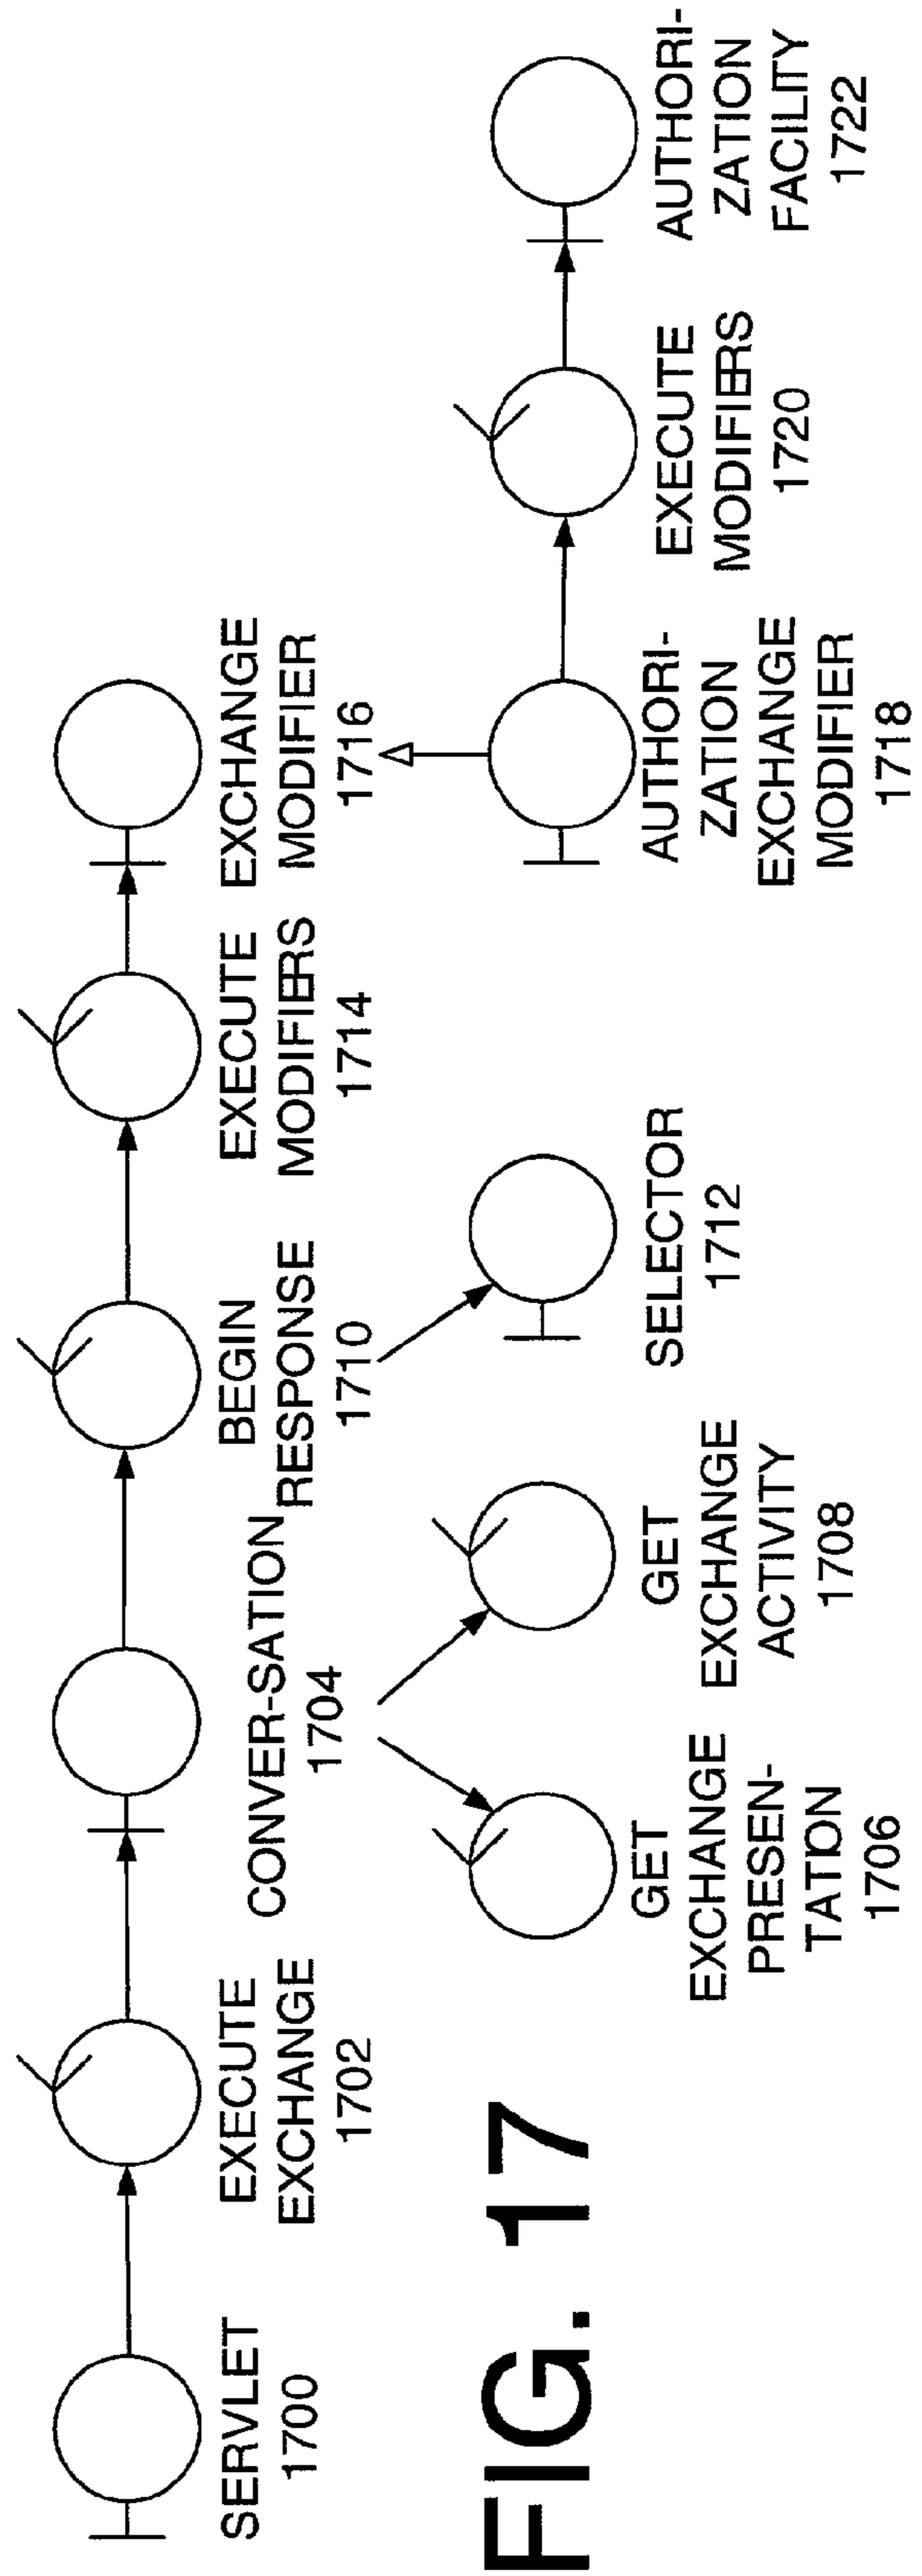 SERVLET
1700
EXECUTE
EXCHANGE
1702
CONVER-SATION
1704
BEGIN
RESPONSE
1710
EXECUTE
MODIFIERS
1714
EXCHANGE
MODIFIER
1716
GET
EXCHANGE
PRESEN-
TATION
1706
GET
EXCHANGE
ACTIVITY
1708
SELECTOR
1712
AUTHORI-
ZATION
EXCHANGE
MODIFIER
1718
EXECUTE
MODIFIERS
1720
AUTHORI-
ZATION
FACILITY
1722
FIG. 17